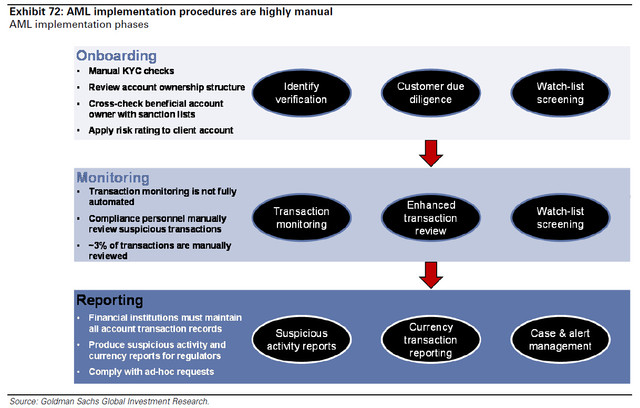 Exhibit 72: AML implementation procedures are highly manual
AML implementation phases
Onboarding
▪ Manual KYC checks
▪ Review account ownership structure
▪ Cross-check beneficial account
owner with sanction lists
▪ Apply risk rating to client account
Identify
verification
Customer due
diligence
Watch-list
screening
Monitoring
▪ Transaction monitoring is not fully
automated
▪ Compliance personnel manually
review suspicious transactions
▪ ~3% of transactions are manually
reviewed
Transaction
monitoring
Enhanced
transaction
review
Watch-list
screening
Reporting
▪ Financial institutions must maintain
all account transaction records
▪ Produce suspicious activity and
currency reports for regulators
▪ Comply with ad-hoc requests
Suspicious
activity reports
Currency
transaction
reporting
Case & alert
management
Source: Goldman Sachs Global Investment Research.